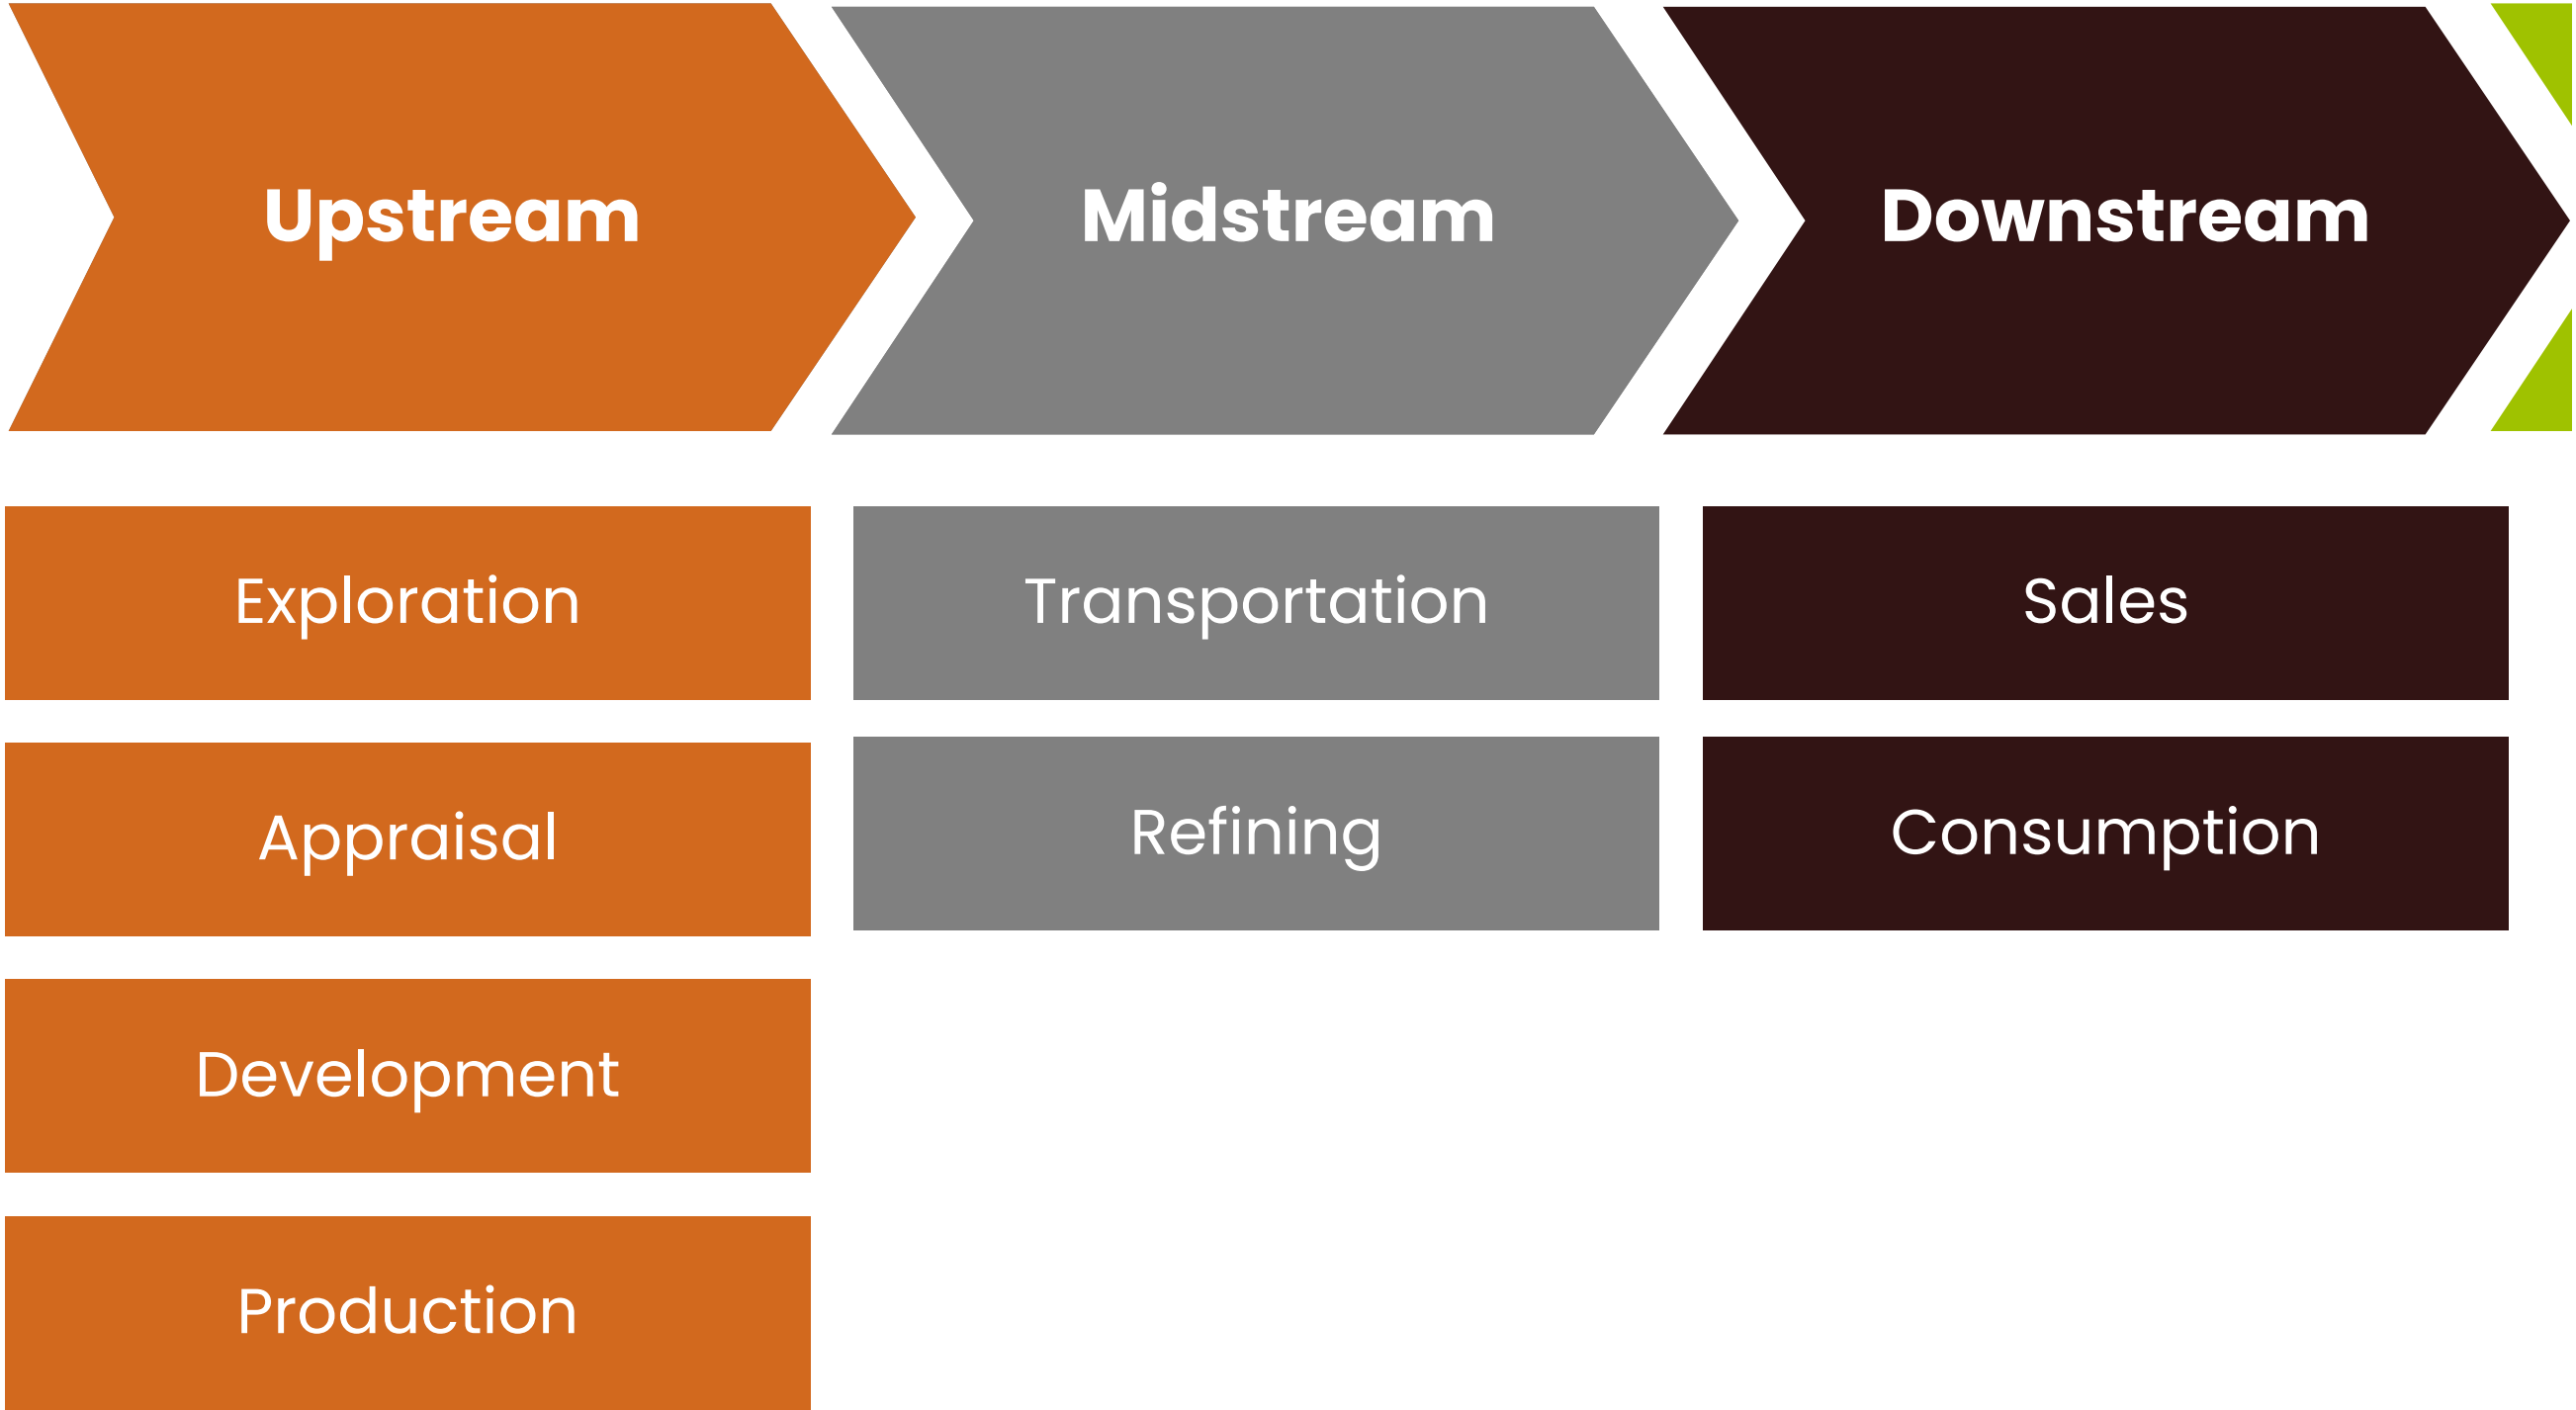 Upstream
Midstream
Downstream
Exploration
Transportation
Sales
Appraisal
Refining
Consumption
Development
Production